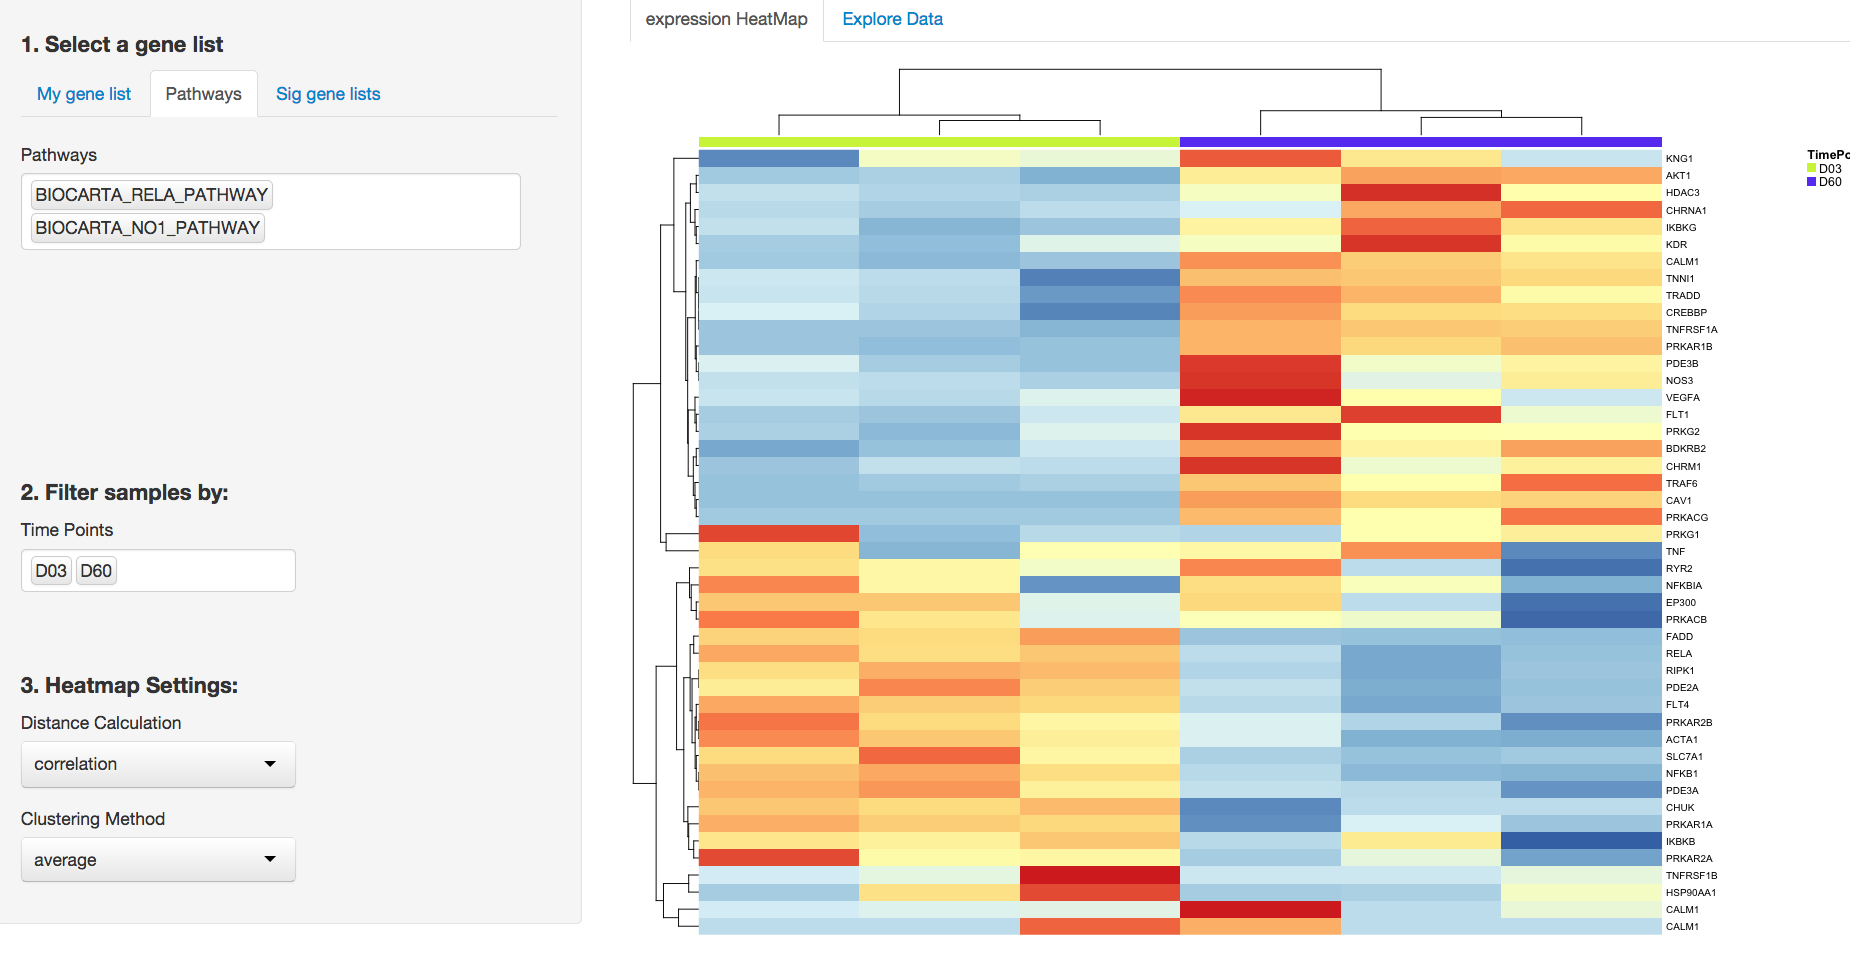 1. Select a gene list
My gene list
Pathways
Sig gene lists
Pathways
BIOCARTA_RELA_PATHWAY
BIOCARTA_NO1_PATHWAY
2. Filter samples by:
Time Points
D03 D60
3. Heatmap Settings:
Distance Calculation
correlation
Clustering Method
average
expression HeatMap
Explore Data
KNG1
AKT1
HDAC3
CHRNA1
IKBKG
KDR
CALM1
TNNI1
TRADD
CREBBP
TNFRSF1A
PRKAR1B
PDE3B
NOS3
VEGFA
FLT1
PRKG2
BDKRB2
CHRM1
TRAF6
CAV1
PRKACG
PRKG1
TNF
RYR2
NFKBIA
EP300
PRKACB
FADD
RELA
RIPK1
PDE2A
FLT4
PRKAR2B
ACTA1
SLC7A1
NFKB1
PDE3A
CHUK
PRKAR1A
IKBKB
PRKAR2A
TNFRSF1B
HSP90AA1
CALM1
CALM1
TimePo
D03
D60